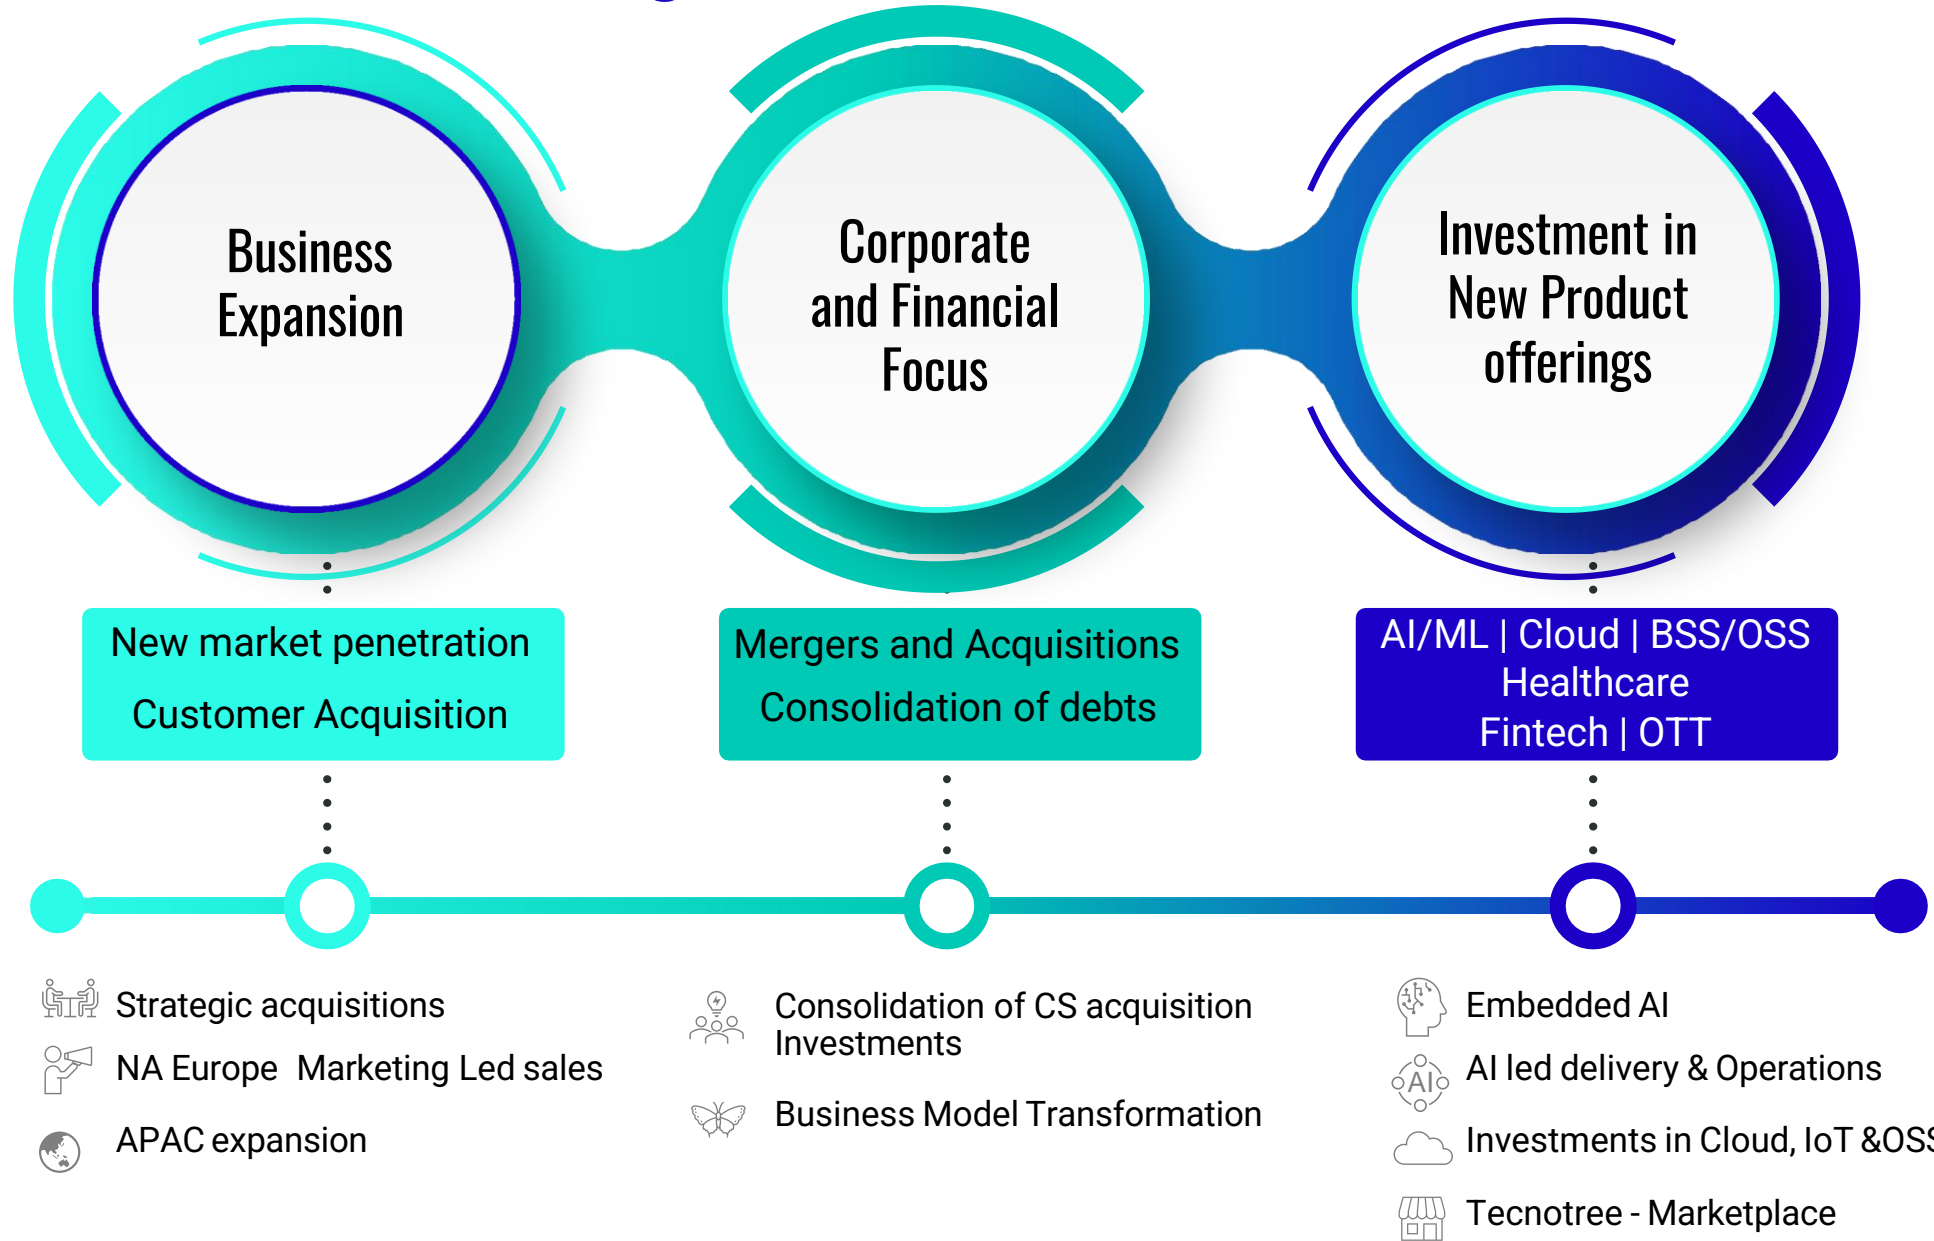 Business
Expansion
Corporate
and Financial
Focus
Investment in
New Product
offerings
New market penetration
Customer Acquisition
Mergers and Acquisitions
Consolidation of debts
AI/ML | Cloud | BSS/OSS
Healthcare
Fintech | OTT
Strategic acquisitions
NA Europe Marketing Led sales
APAC expansion
Consolidation of CS acquisition
Investments
Business Model Transformation
Embedded AI
AI
AI led delivery & Operations
Investments in Cloud, IoT &OSS
Tecnotree - Marketplace